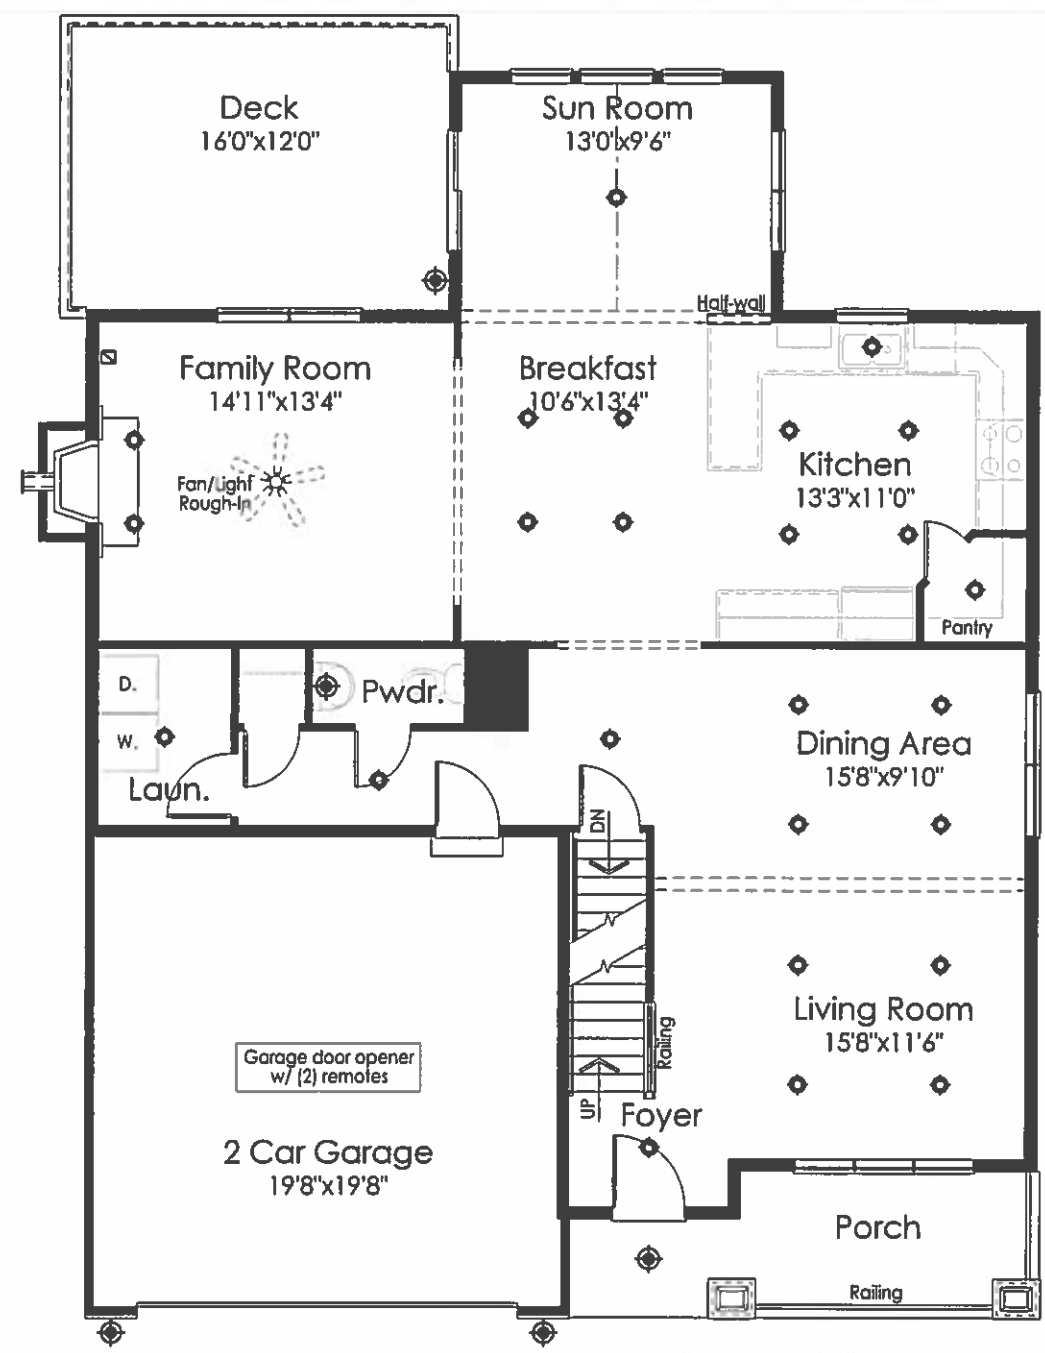 Deck
16'0"x12'0"
Sun Room
13'0"x9'6"
Half-wall
Family Room
14'11"x13'4"
Breakfast
10'6"x13'4"
Kitchen
13'3"x11'0"
Fan/Light
Rough-In
Pantry
D.
W.
Laun.
Pwdr.
Dining Area
15'8"x9'10"
DN
Living Room
15'8"x11'6"
Railing
UP
Foyer
Garage door opener
w/ (2) remotes
2 Car Garage
19'8"x19'8"
Porch
Railing